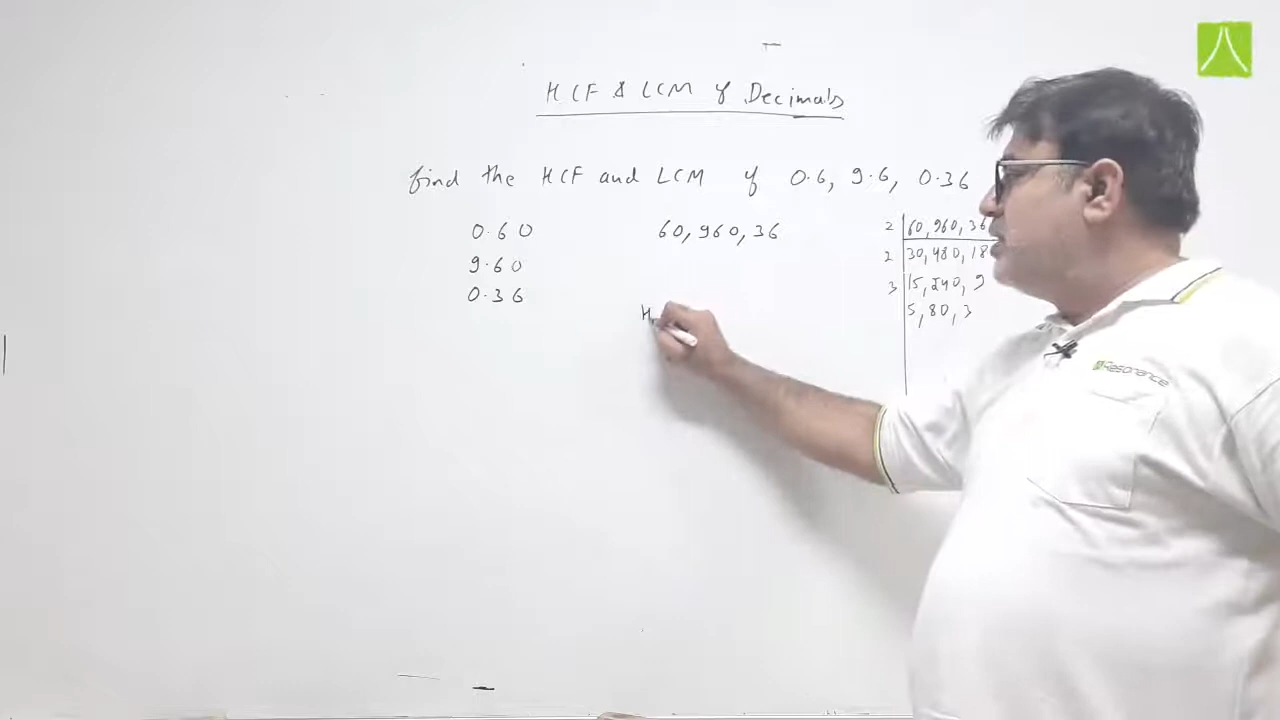 HCF & LCM of Decimals
find the HCF and LCM of 0.6, 9.6, 0.36
0.60
9.60
0.36
60, 960, 36
H
2 60, 960, 36
2 30, 480, 18
3 15, 240, 9
5, 80, 3
Resonance